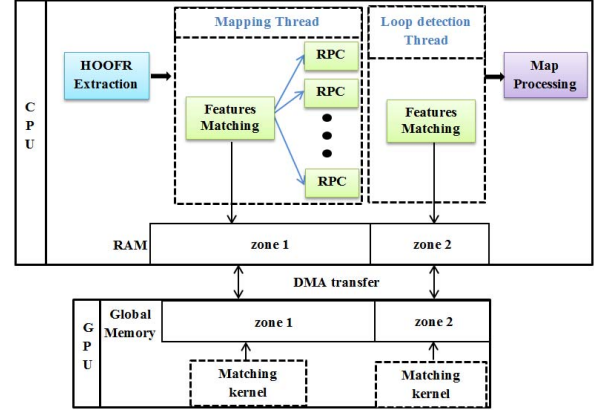 Mapping Thread
Loop detection
Thread
HOOFR
Extraction
RPC
RPC
RPC
Features
Matching
Features
Matching
Map
Processing
C
P
U
RAM
zone 1
zone 2
DMA transfer
G
P
U
Global
Memory
zone 1
zone 2
Matching
kernel
Matching
kernel